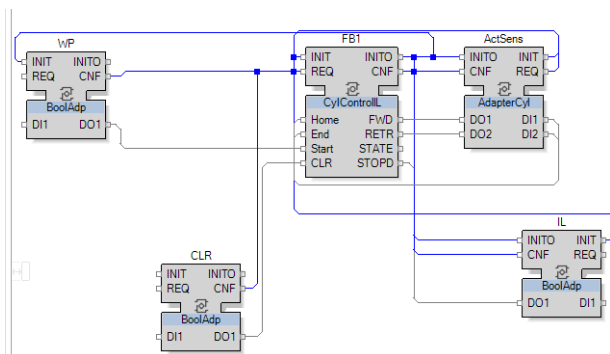 WP
INIT INITO
REQ CNF
BoolAdp
DI1 DO1
FB1
INIT INITO
REQ CNF
CylControlIL
Home FWD
End RETR
Start STATE
CLR STOPD
ActSens
INITO INIT
CNF REQ
AdapterCyl
DO1 DI1
DO2 DI2
CLR
INIT INITO
REQ CNF
BoolAdp
DI1 DO1
IL
INITO INIT
CNF REQ
BoolAdp
DO1 DI1